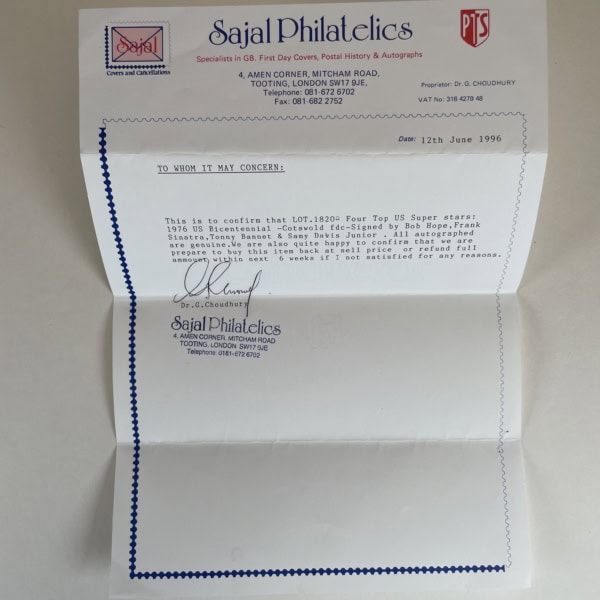 Sajal
Covers and Cancellations
Sajal Philatelics
PTS
Specialists in GB. First Day Covers, Postal History & Autographs
4, AMEN CORNER, MITCHAM ROAD,
TOOTING, LONDON SW17 9JE,
Telephone: 081-672 6702
Fax: 081-682 2752
Proprietor: Dr. G. CHOUDHURY
VAT No: 318 4279 48
Date: 12th June 1996
TO WHOM IT MAY CONCERN:
This is to confirm that LOT.1820= Four Top US Super stars:
1976 US Bicentennial -Cotswold fdc-Signed by Bob Hope,Frank
Sinatra,Tonny Bannet & Samy Davis Junior . All autographed
are genuine.We are also quite happy to confirm that we are
prepare to buy this item back at sell price or refund full
ammount within next 6 weeks if I not satisfied for any reasons.
Dr.G.Choudhuty
Sajal Philatelics
4, AMEN CORNER, MITCHAM ROAD
TOOTING, LONDON SW17 9JE
Telephone: 0181-672 6702